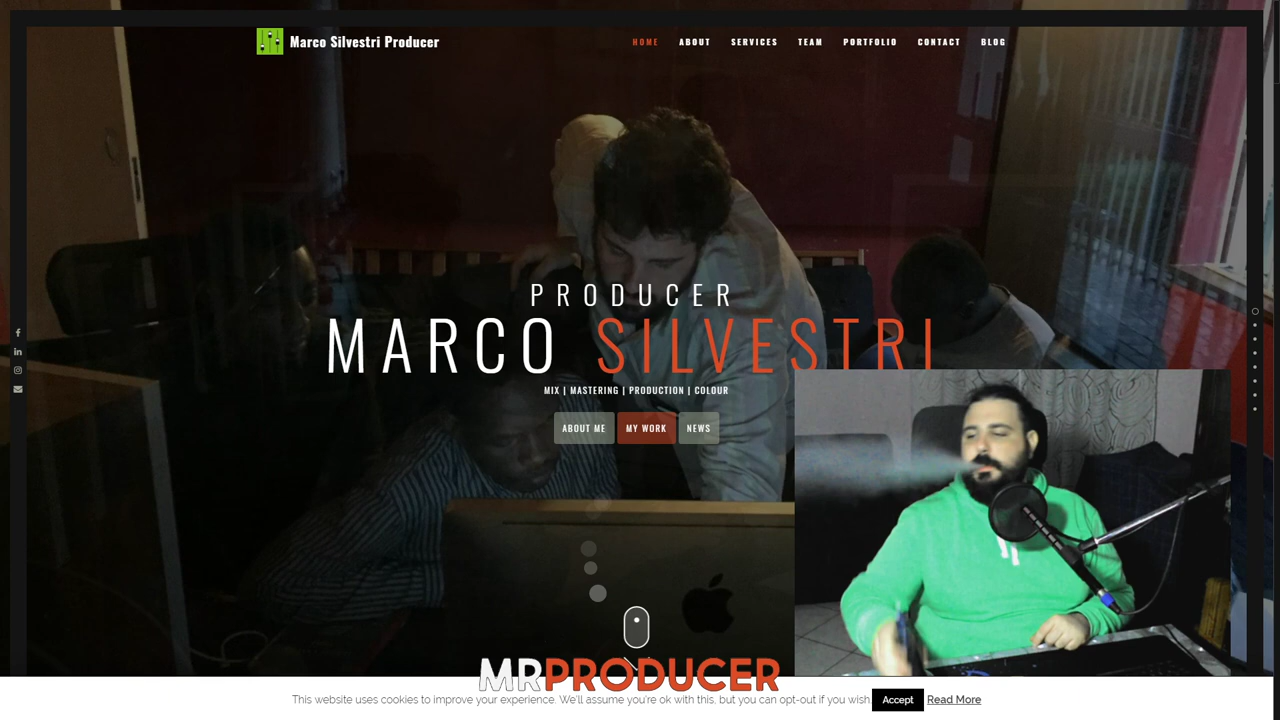 Marco Silvestri Producer
HOME ABOUT SERVICES TEAM PORTFOLIO CONTACT BLOG
PRODUCER
MARCO SILVESTRI
MIX | MASTERING | PRODUCTION | COLOUR
ABOUT ME MY WORK NEWS
MRPRODUCER
This website uses cookies to improve your experience. We'll assume you're ok with this, but you can opt-out if you wish. Accept Read More